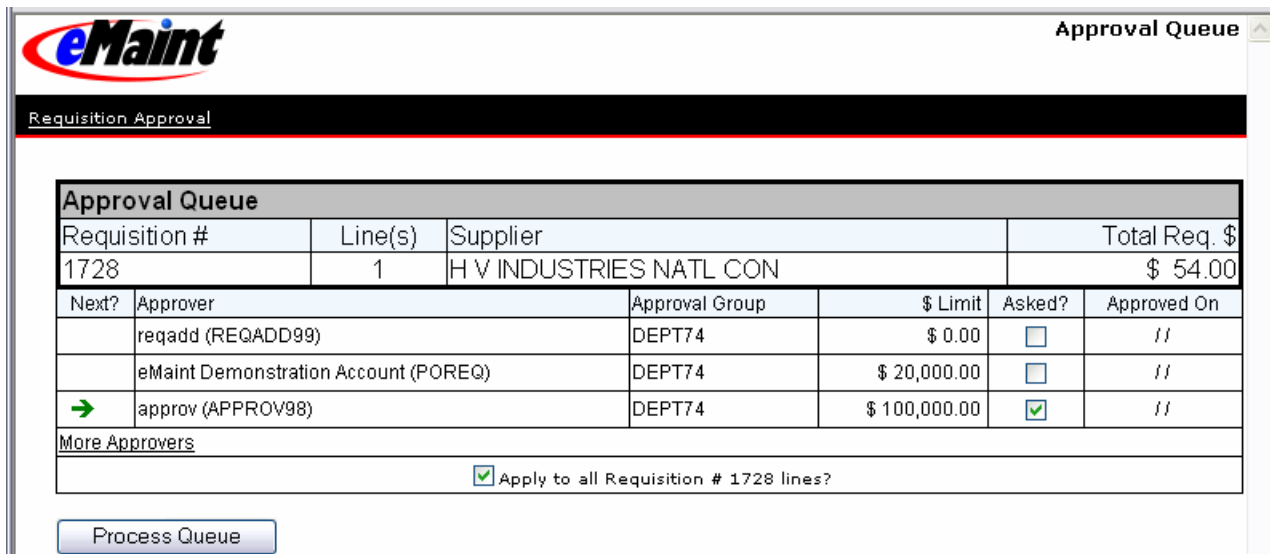 eMaint
Approval Queue
Requisition Approval
Approval Queue
Requisition # Line(s) Supplier Total Req. $
1728 1 H V INDUSTRIES NATL CON $ 54.00
Next? Approver Approval Group $ Limit Asked? Approved On
reqadd (REQADD99) DEPT74 $ 0.00 / /
eMaint Demonstration Account (POREQ) DEPT74 $ 20,000.00 / /
approv (APPROV98) DEPT74 $ 100,000.00 / /
More Approvers
Apply to all Requisition # 1728 lines?
Process Queue